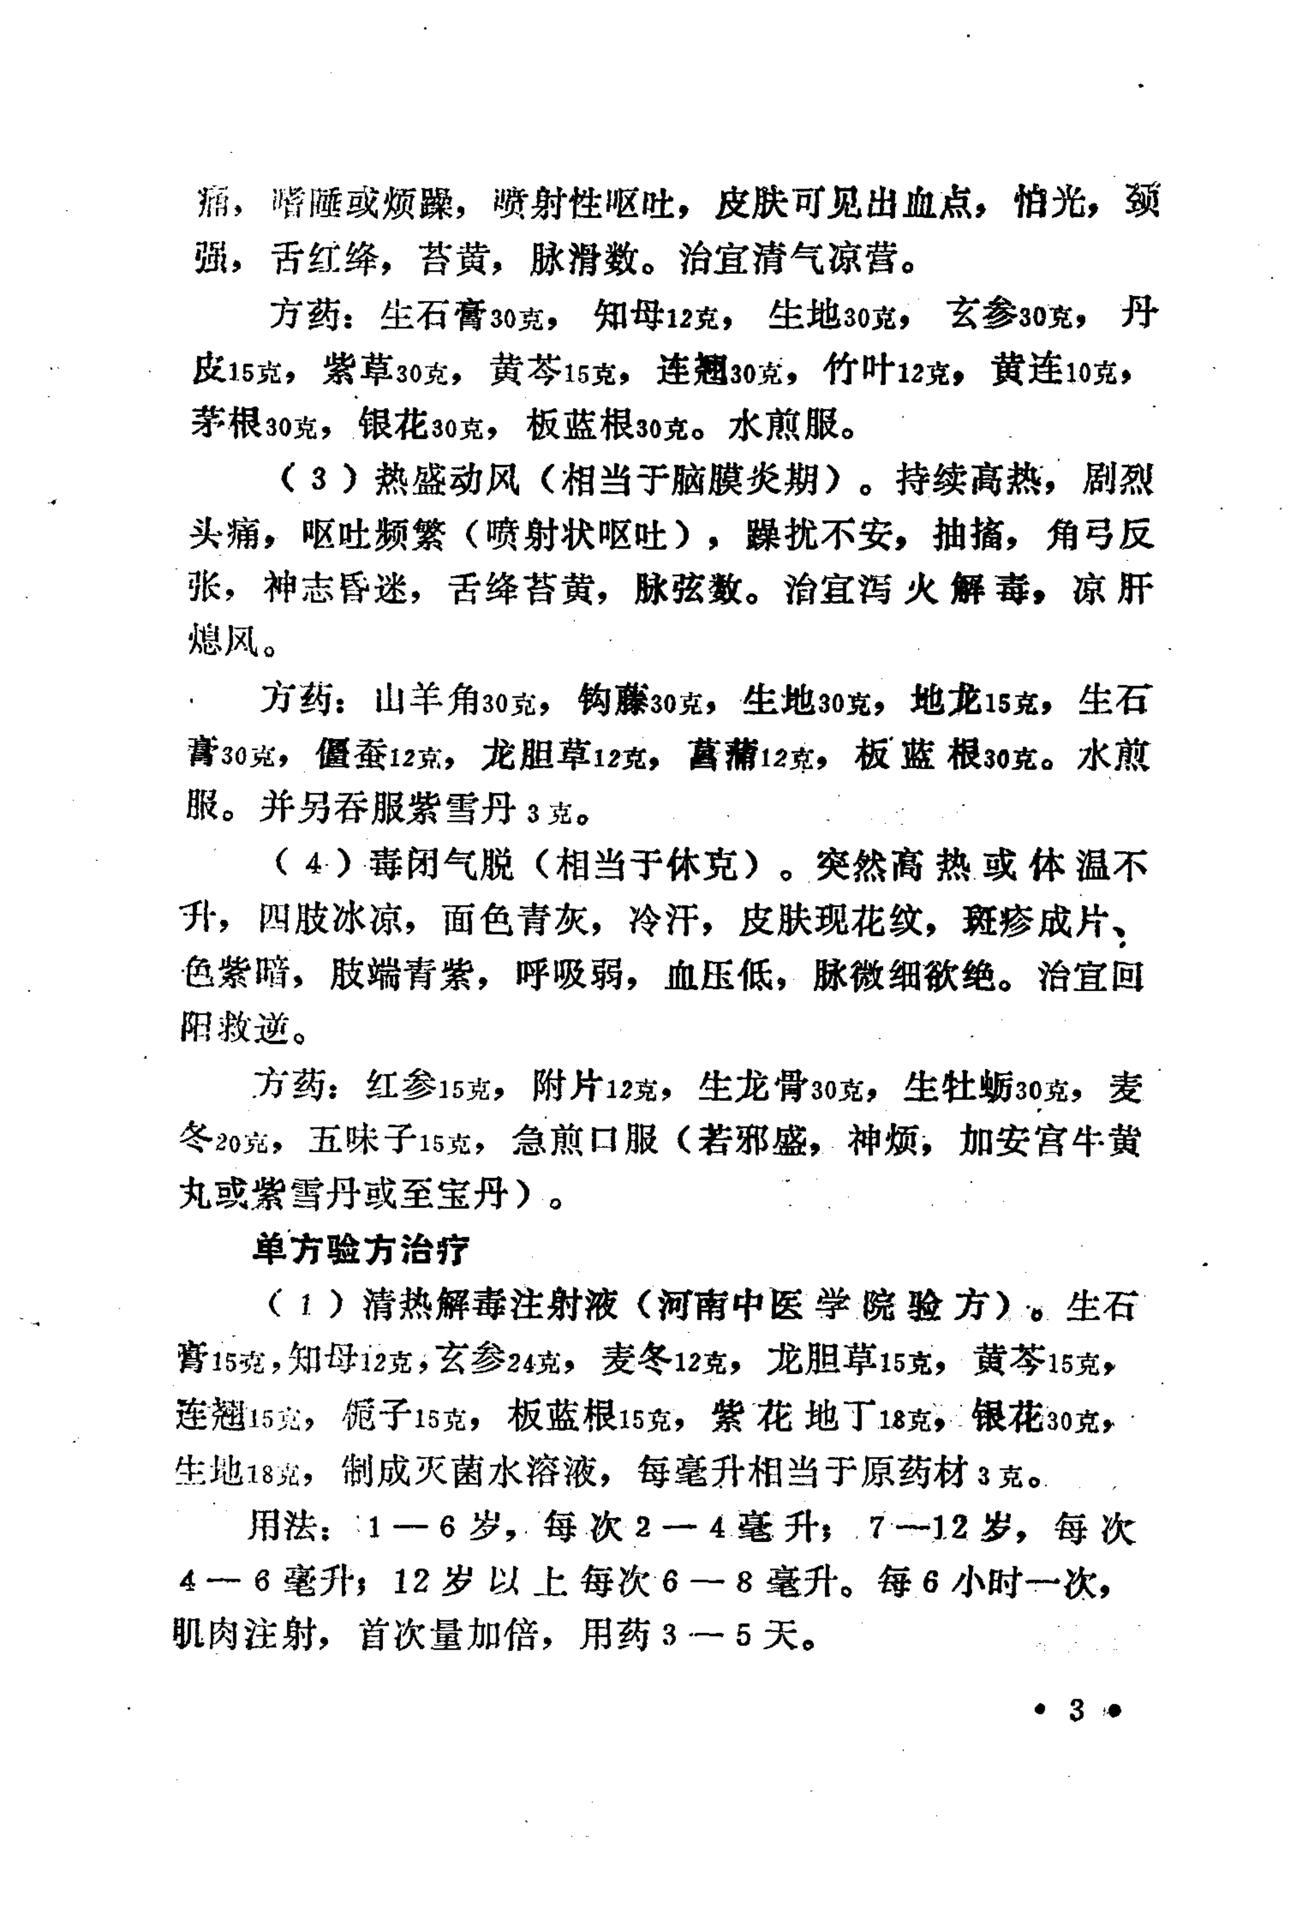 痛，嗜睡或烦躁，喷射性呕吐，皮肤可见出血点，怕光，颈
强，舌红绛，苔黄，脉滑数。治宜清气凉营。
方药：生石膏30克，知母12克，生地30克，玄参30克，丹
皮15克，紫草30克，黄芩15克，连翘30克，竹叶12克，黄连10克，
茅根30克，银花30克，板蓝根30克。水煎服。
（3）热盛动风（相当于脑膜炎期）。持续高热，剧烈
头痛，呕吐频繁（喷射状呕吐），躁扰不安，抽搐，角弓反
张，神志昏迷，舌绛苔黄，脉弦数。治宜泻火解毒，凉肝
熄风。
方药：山羊角30克，钩藤30克，生地30克，地龙15克，生石
膏30克，僵蚕12克，龙胆草12克，菖蒲12克，板蓝根30克。水煎
服。并另吞服紫雪丹3克。
（4）毒闭气脱（相当于休克）。突然高热或体温不
升，四肢冰凉，面色青灰，冷汗，皮肤现花纹，斑疹成片、
色紫暗，肢端青紫，呼吸弱，血压低，脉微细欲绝。治宜回
阳救逆。
方药：红参15克，附片12克，生龙骨30克，生牡蛎30克，麦
冬20克，五味子15克，急煎口服（若邪盛，神烦，加安宫牛黄
丸或紫雪丹或至宝丹）。
单方验方治疗
（1）清热解毒注射液（河南中医学院验方）。生石
膏15克，知母12克，玄参24克，麦冬12克，龙胆草15克，黄芩15克，
连翘15克，栀子15克，板蓝根15克，紫花地丁18克，银花30克，
生地18克，制成灭菌水溶液，每毫升相当于原药材3克。
用法：1—6岁，每次2—4毫升；7—12岁，每次
4—6毫升；12岁以上每次6—8毫升。每6小时一次，
肌肉注射，首次量加倍，用药3—5天。
• 3 •